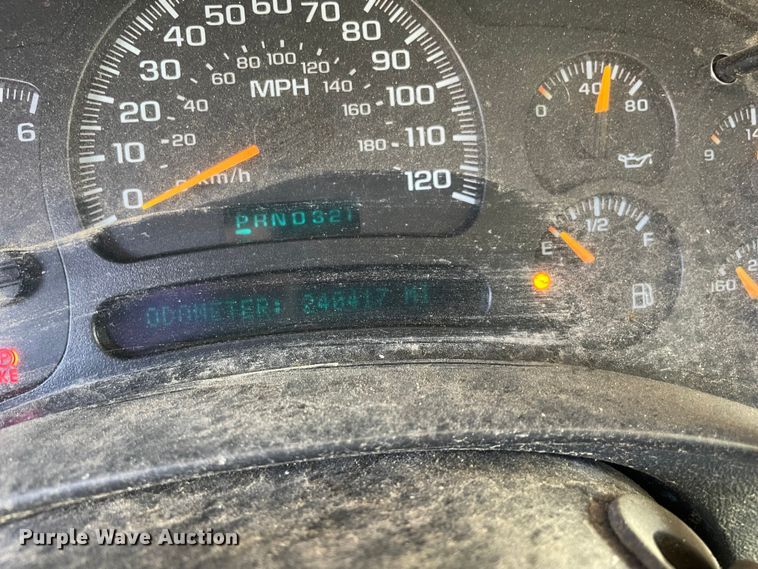 0 10 20 30 40 50 60 70 80 90 100 110 120
20 40 60 80 100 120 140 160 180
MPH
km/h
PRND321
ODOMETER: 240417 MI
6
0 40 80
E 1/2 F
9 14
160
Purple Wave Auction